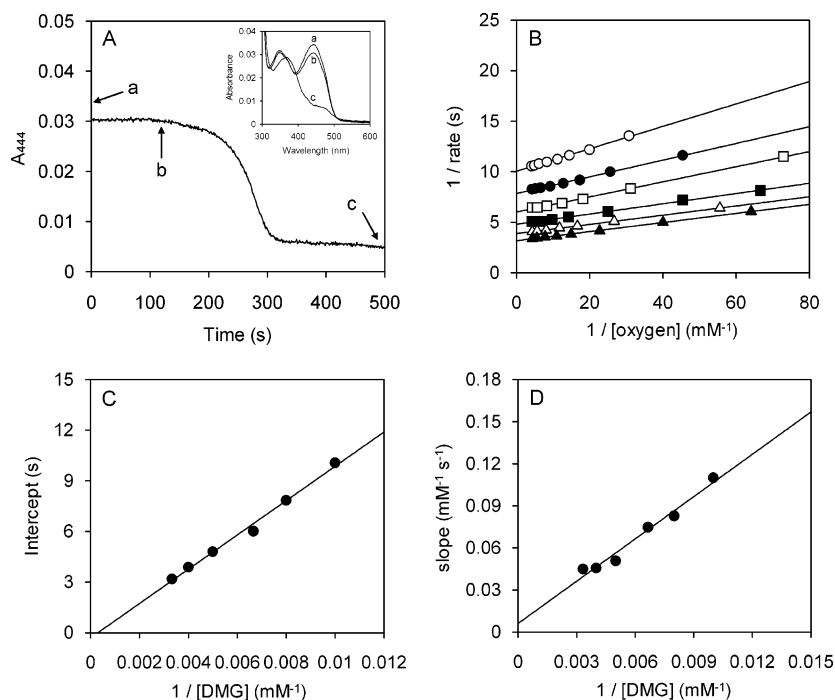 A
0.05
0.04
0.03
0.02
0.01
0
A444
0 100 200 300 400 500
Time (s)
a
b
c
0.04
0.03
0.02
0.01
0
Absorbance
300 400 500 600
Wavelength (nm)
a
b
c
B
25
20
15
10
5
0
1 / rate (s)
0 20 40 60 80
1 / [oxygen] (mM-1)
C
15
12
9
6
3
0
Intercept (s)
0 0.002 0.004 0.006 0.008 0.01 0.012
1 / [DMG] (mM-1)
D
0.18
0.15
0.12
0.09
0.06
0.03
0
slope (mM-1 s-1)
0 0.003 0.006 0.009 0.012 0.015
1 / [DMG] (mM-1)